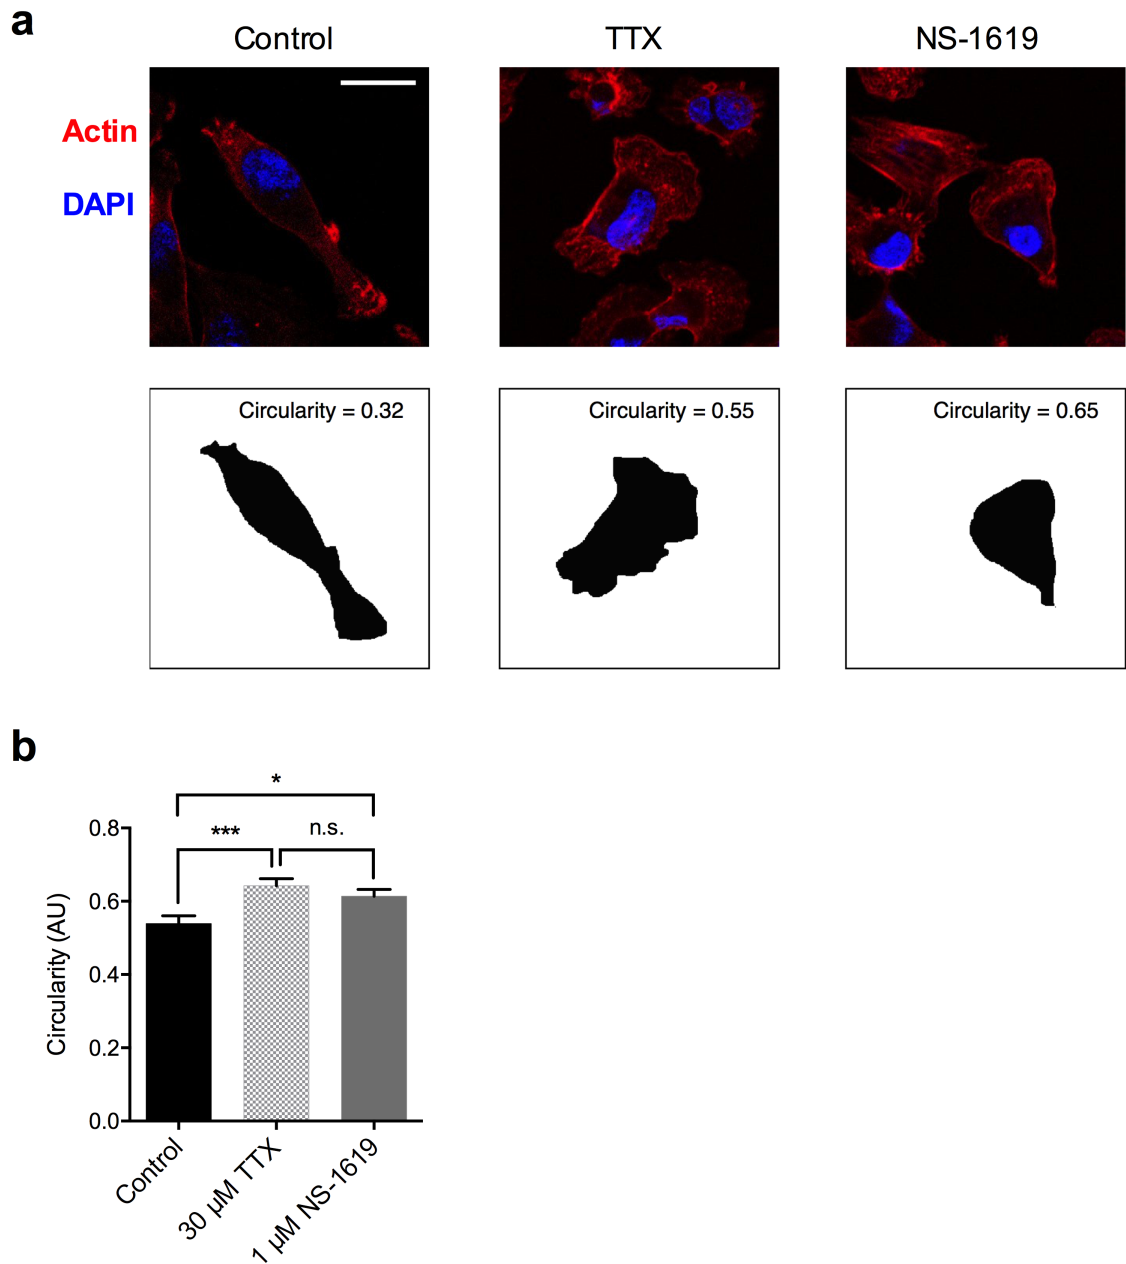 a
Control
TTX
NS-1619
Actin
DAPI
Circularity = 0.32
Circularity = 0.55
Circularity = 0.65
b
*
***
n.s.
0.8
0.6
0.4
0.2
0.0
Circularity (AU)
Control
30 µM TTX
1 µM NS-1619